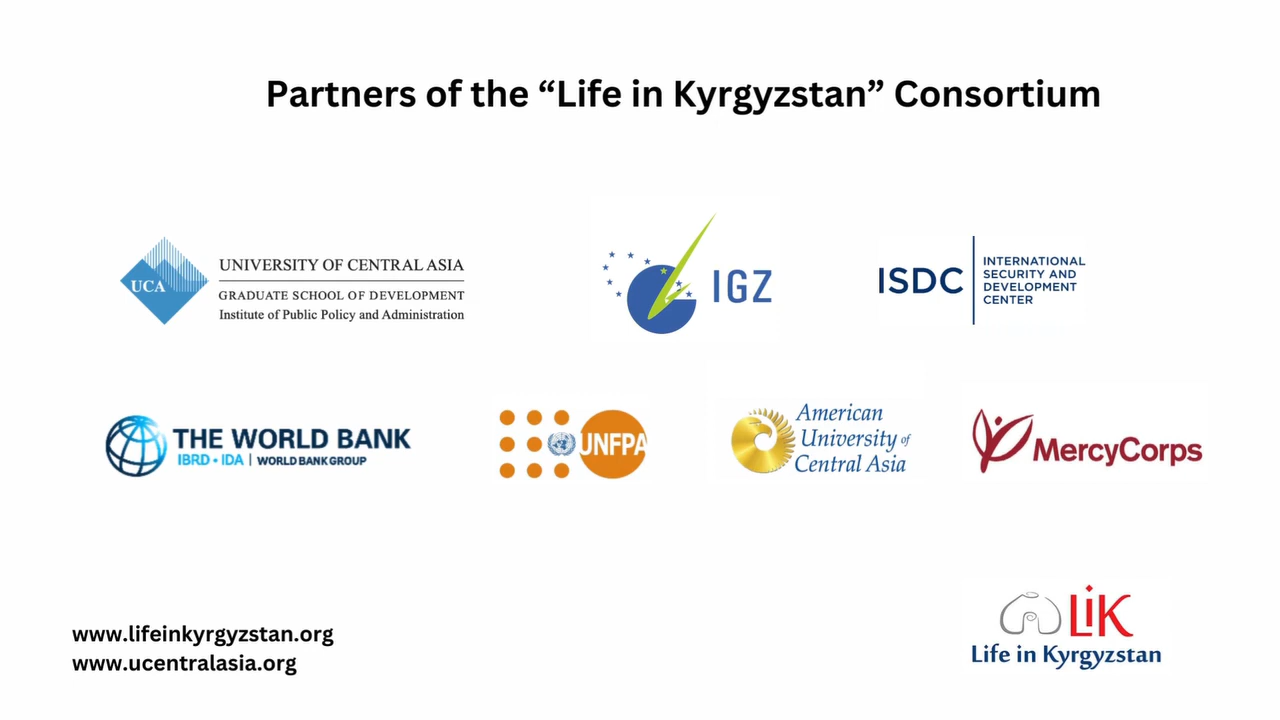 Partners of the “Life in Kyrgyzstan” Consortium
UCA
UNIVERSITY OF CENTRAL ASIA
GRADUATE SCHOOL OF DEVELOPMENT
Institute of Public Policy and Administration
IGZ
ISDC
INTERNATIONAL
SECURITY AND
DEVELOPMENT
CENTER
THE WORLD BANK
IBRD • IDA | WORLD BANK GROUP
UNFPA
American
University of
Central Asia
MercyCorps
LiK
Life in Kyrgyzstan
www.lifeinkyrgyzstan.org
www.ucentralasia.org